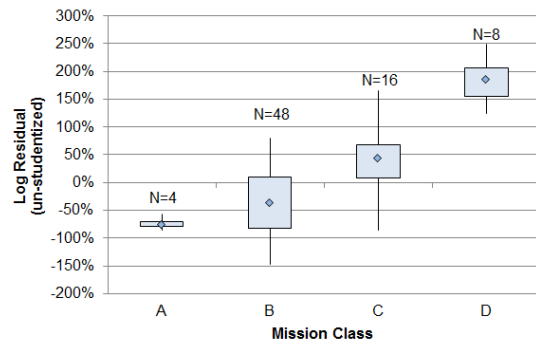 300%
250%
200%
150%
100%
50%
0%
-50%
-100%
-150%
-200%
Log Residual
(un-studentized)
N=4
N=48
N=16
N=8
A B C D
Mission Class